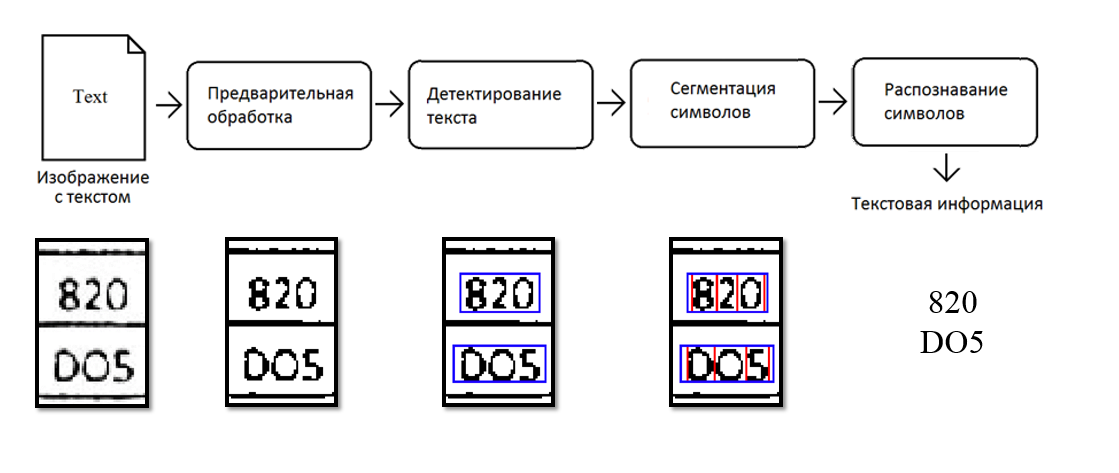 Text
Предварительная
обработка
Детектирование
текста
Сегментация
символов
Распознавание
символов
Изображение
с текстом
Текстовая информация
820
DO5
820
DO5
820
DO5
820
DO5
820
DO5